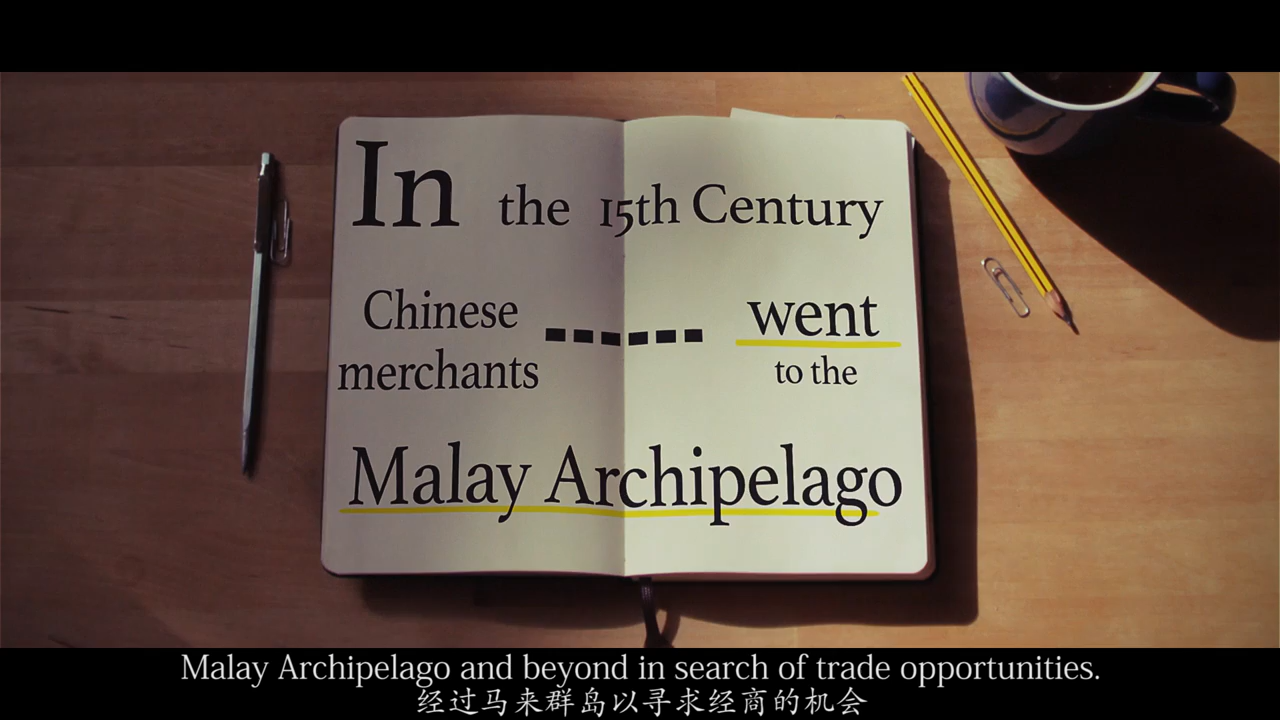 In the 15th Century
Chinese merchants went to the
Malay Archipelago
Malay Archipelago and beyond in search of trade opportunities.
经过马来群岛以寻求经商的机会